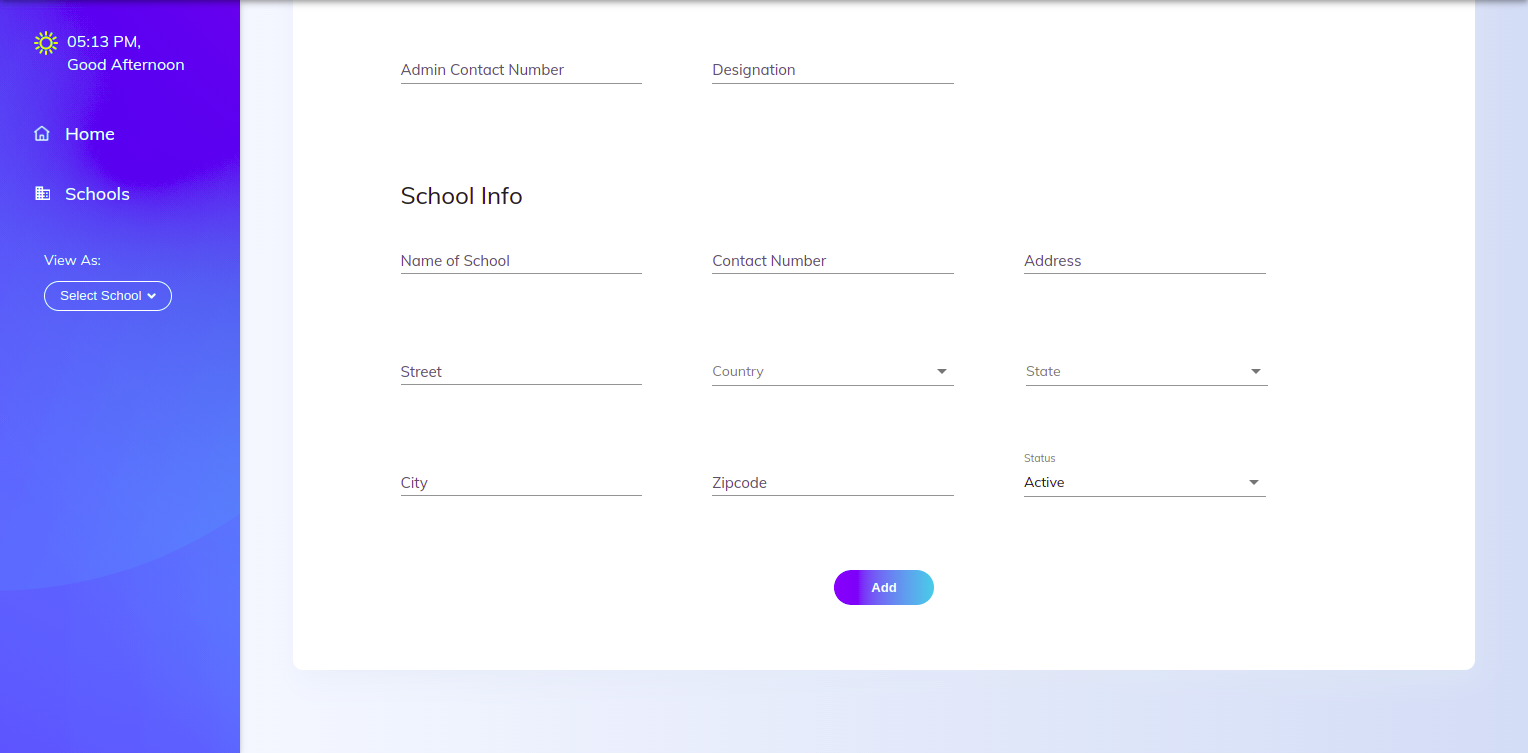 05:13 PM,
Good Afternoon
Home
Schools
View As:
Select School
Admin Contact Number
Designation
School Info
Name of School
Contact Number
Address
Street
Country
State
City
Zipcode
Status
Active
Add